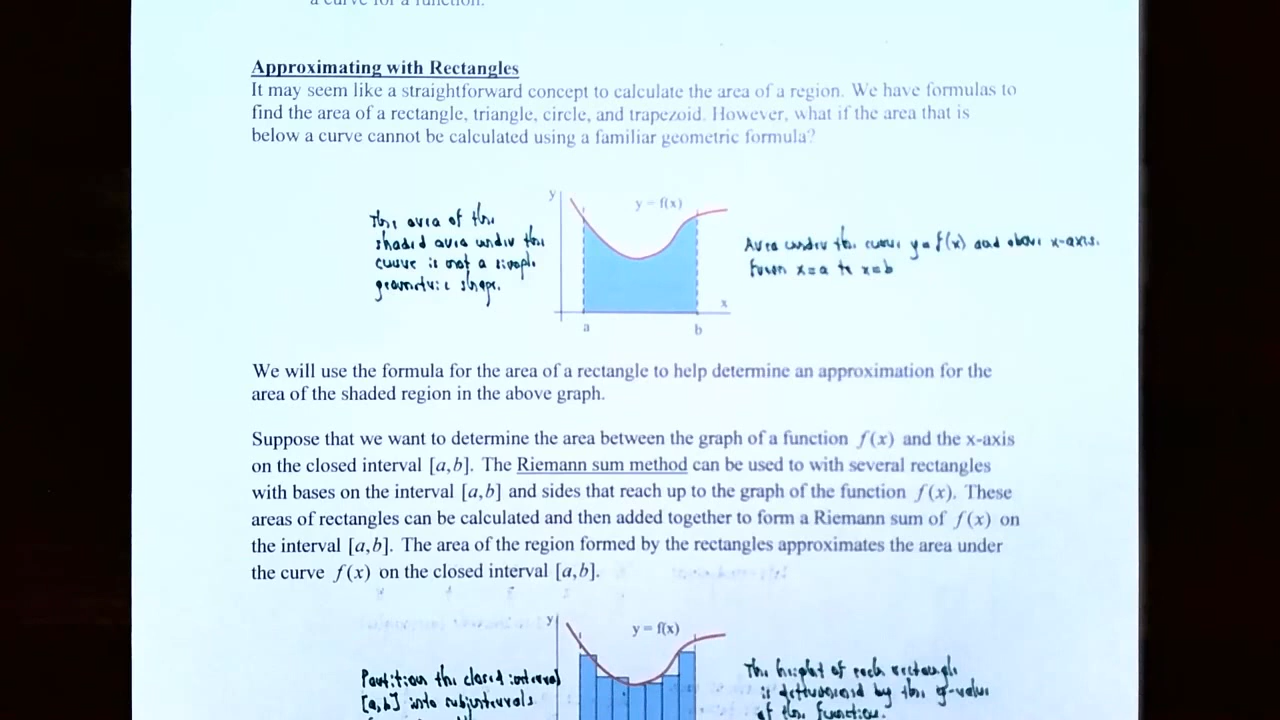 a curve for a function.
Approximating with Rectangles
It may seem like a straightforward concept to calculate the area of a region. We have formulas to
find the area of a rectangle, triangle, circle, and trapezoid. However, what if the area that is
below a curve cannot be calculated using a familiar geometric formula?
y
y = f(x)
The area of the
shaded area under the
curve is not a simple
geometric shape.
Area under the curve y = f(x) and above x-axis.
from x=a to x=b
x
a
b
We will use the formula for the area of a rectangle to help determine an approximation for the
area of the shaded region in the above graph.
Suppose that we want to determine the area between the graph of a function f(x) and the x-axis
on the closed interval [a,b]. The Riemann sum method can be used to with several rectangles
with bases on the interval [a,b] and sides that reach up to the graph of the function f(x). These
areas of rectangles can be calculated and then added together to form a Riemann sum of f(x) on
the interval [a,b]. The area of the region formed by the rectangles approximates the area under
the curve f(x) on the closed interval [a,b].
y
y = f(x)
Partition the closed interval
[a,b] into subintervals
The height of each rectangle
is determined by the y-value
of the function.